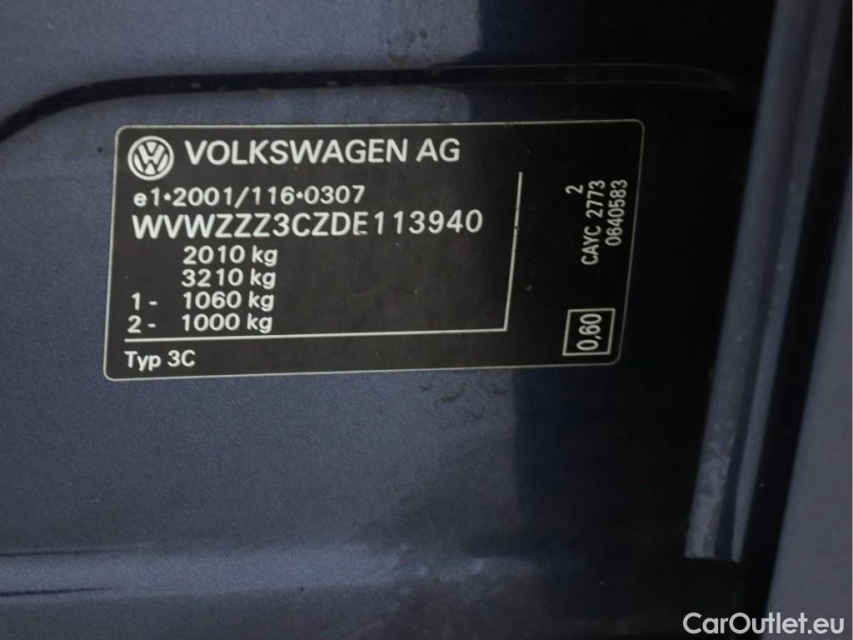 VOLKSWAGEN AG
e1*2001/116*0307
WVWZZZ3CZDE113940
2010 kg
3210 kg
1- 1060 kg
2- 1000 kg
Typ 3C
2
CAYC 2773
0640583
0,60
CarOutlet.eu